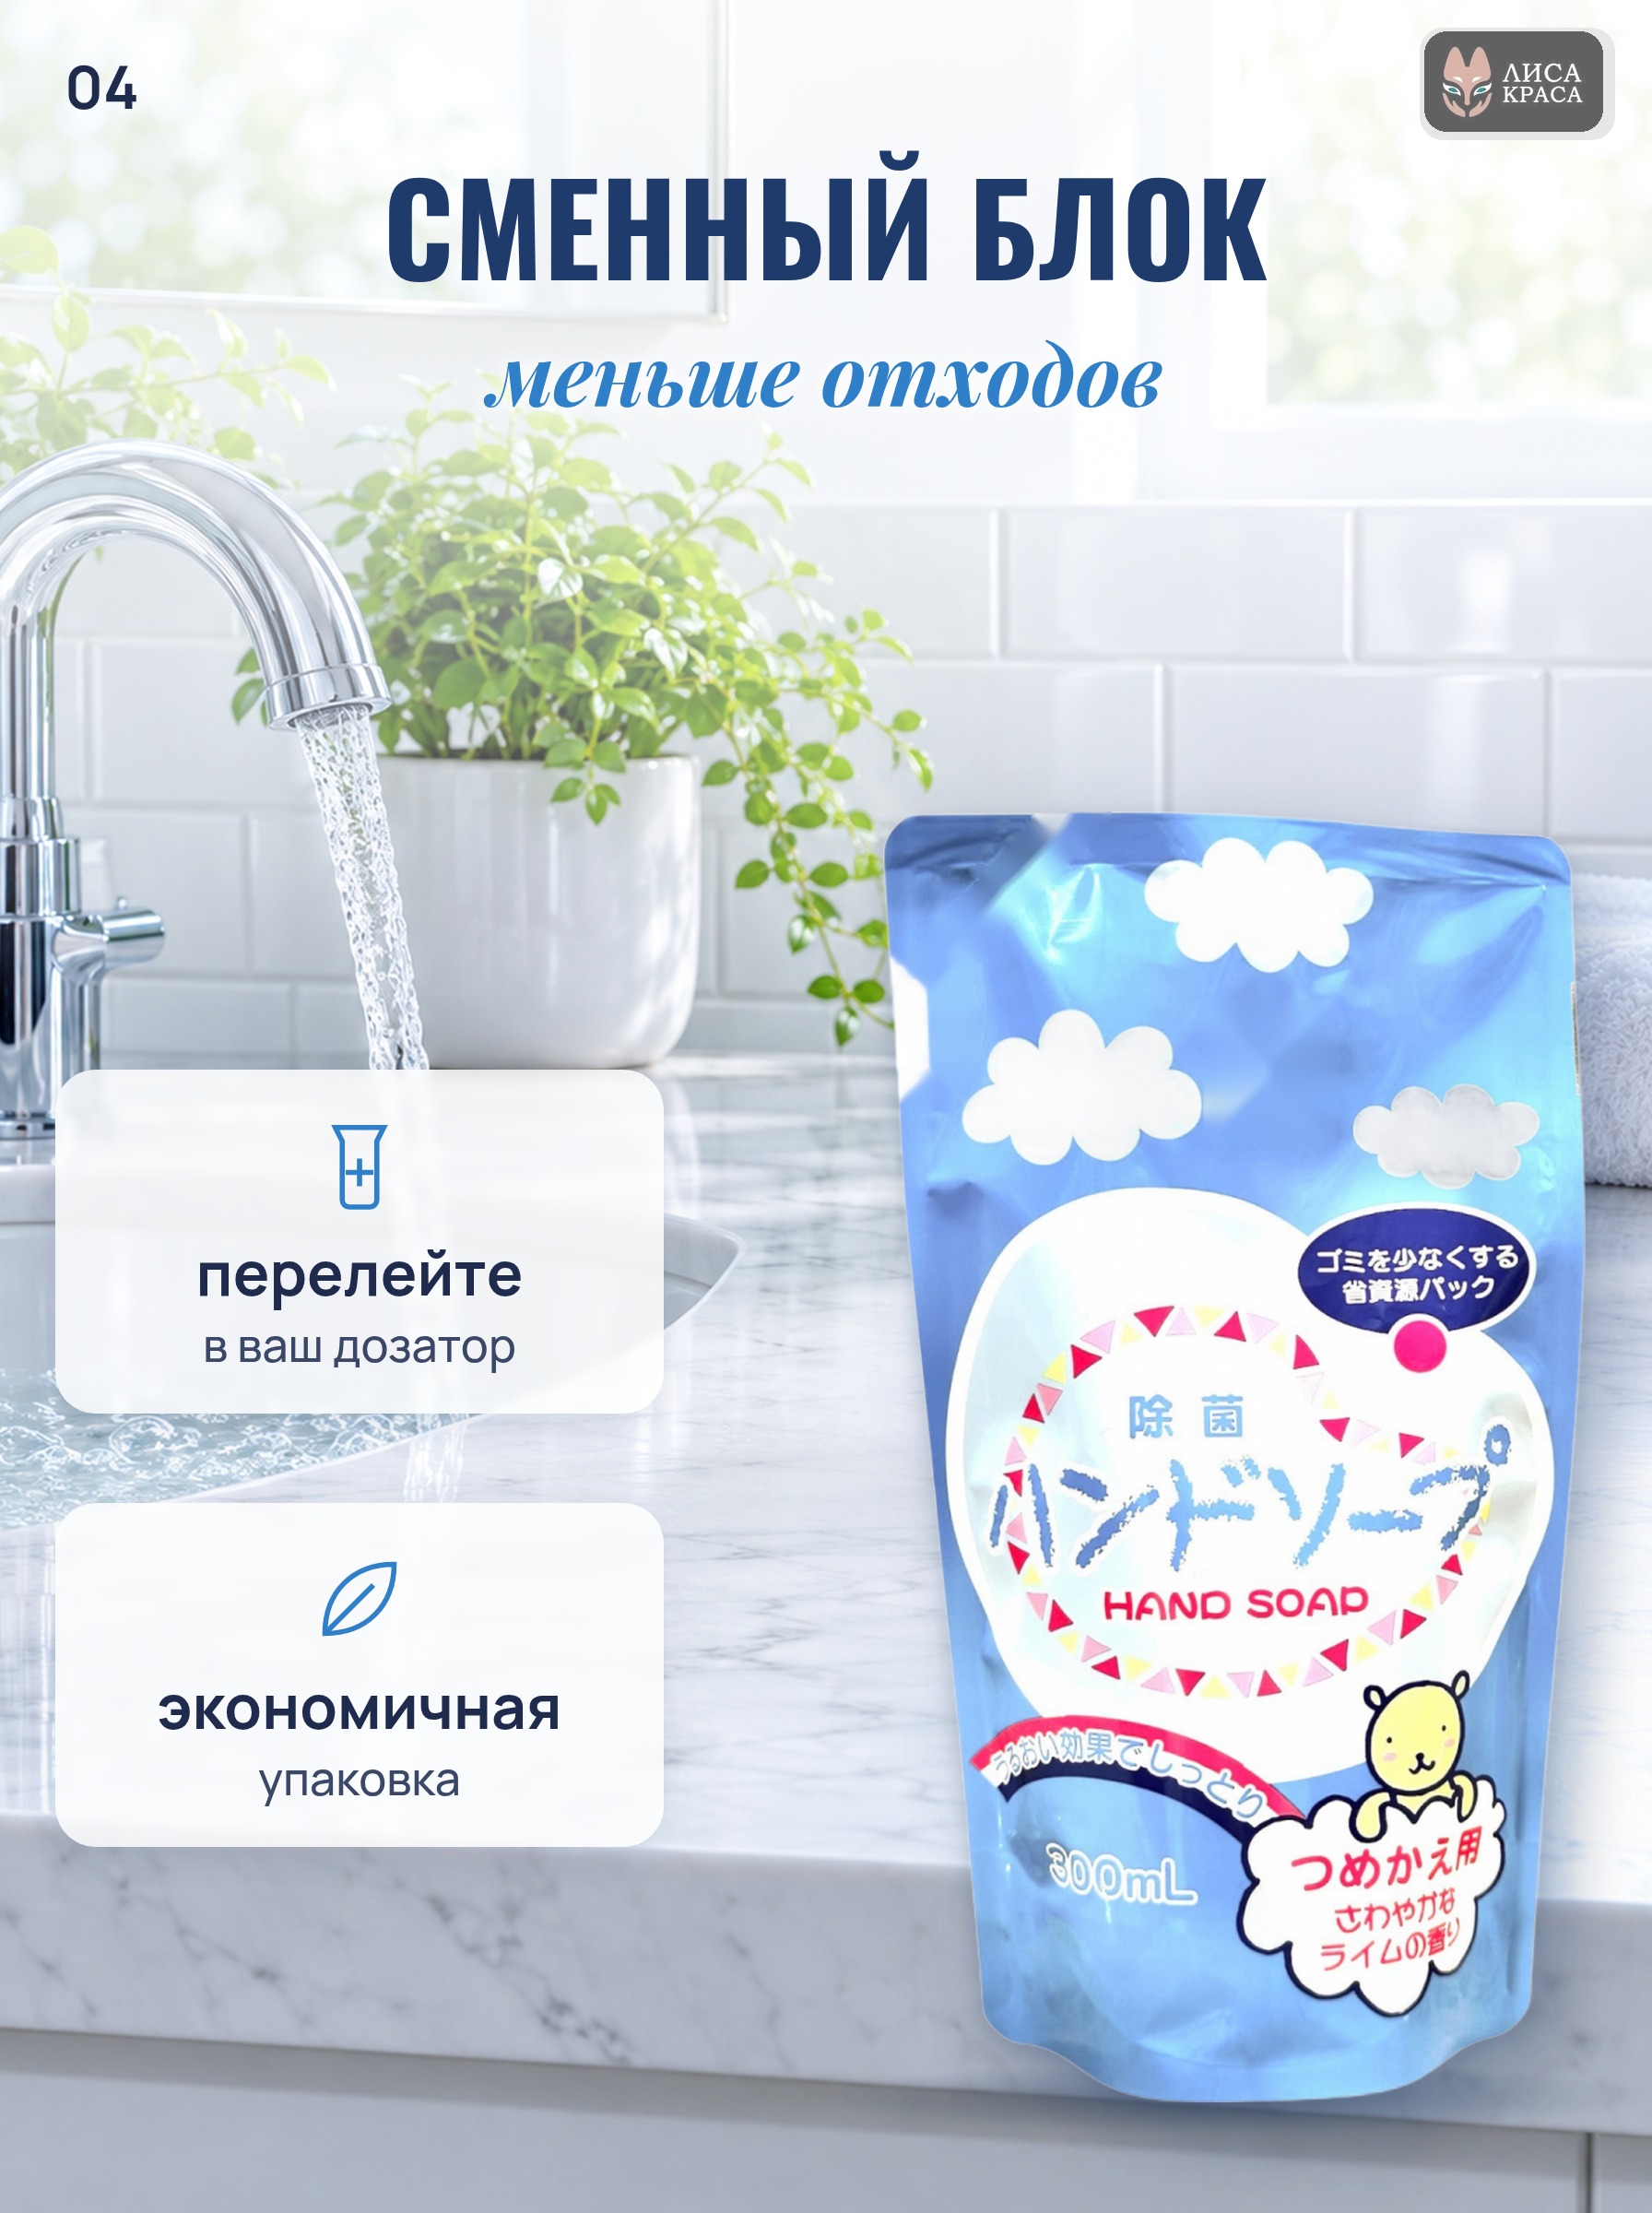 04
ЛИСА
КРАСА
СМЕННЫЙ БЛОК
меньше отходов
перелейте
в ваш дозатор
экономичная
упаковка
ゴミを少なくする
省資源パック
除菌
ハンドソープ
HAND SOAP
うるおい効果でしっとり
300mL
つめかえ用
さわやかな
ライムの香り